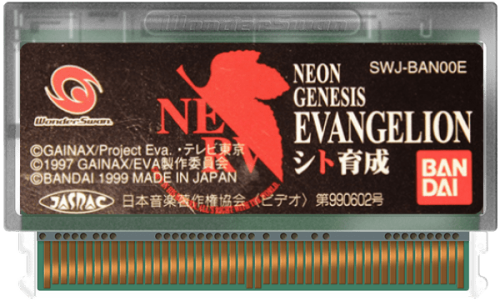 WonderSwan
WonderSwan
NERV
NEON
GENESIS
EVANGELION
シト育成
SWJ-BAN00E
©GAINAX/Project Eva.・テレビ東京
©1997 GAINAX/EVA製作委員会
©BANDAI 1999 MADE IN JAPAN
JASRAC
日本音楽著作権協会〈ビデオ〉第990602号
BAN
DAI